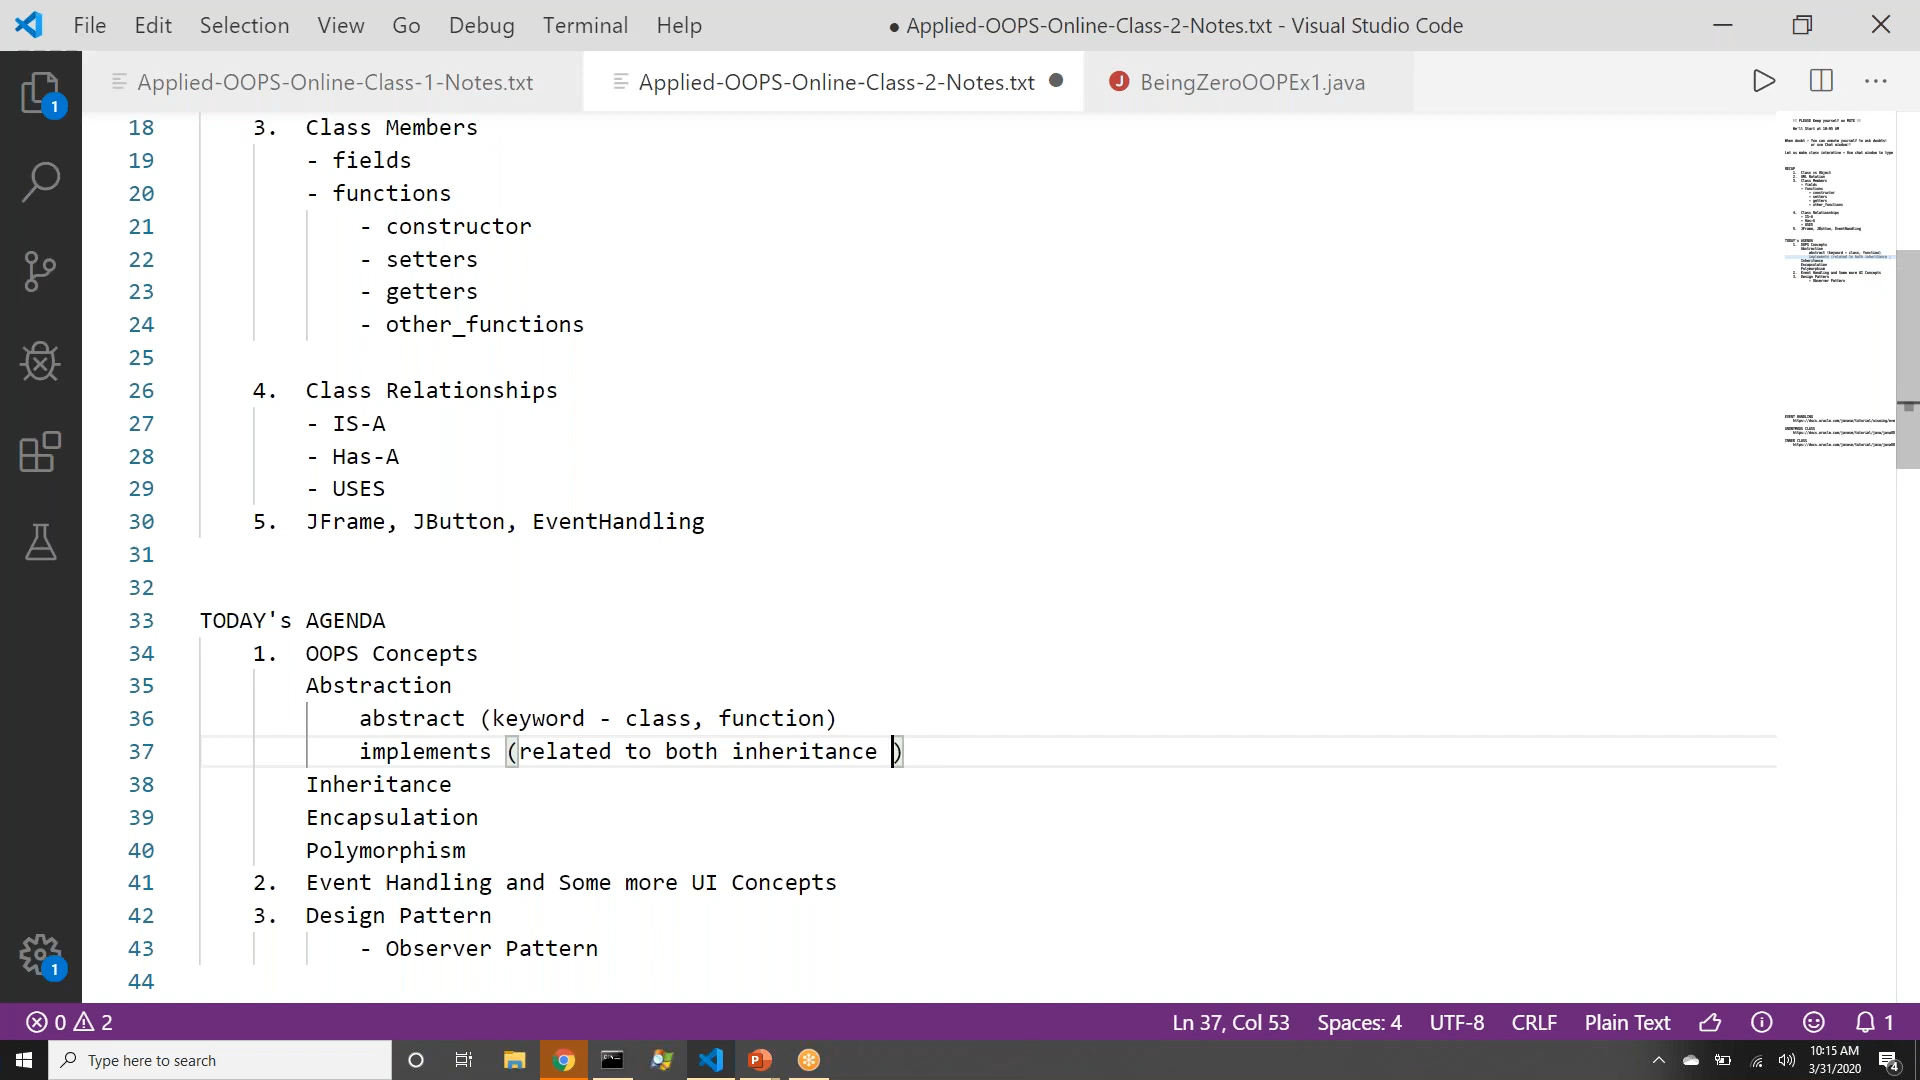 File Edit Selection View Go Debug Terminal Help ● Applied-OOPS-Online-Class-2-Notes.txt - Visual Studio Code
Applied-OOPS-Online-Class-1-Notes.txt Applied-OOPS-Online-Class-2-Notes.txt BeingZeroOOPEx1.java
18 3. Class Members
19 - fields
20 - functions
21 - constructor
22 - setters
23 - getters
24 - other_functions
25
26 4. Class Relationships
27 - IS-A
28 - Has-A
29 - USES
30 5. JFrame, JButton, EventHandling
31
32
33 TODAY's AGENDA
34 1. OOPS Concepts
35 Abstraction
36 abstract (keyword - class, function)
37 implements (related to both inheritance )
38 Inheritance
39 Encapsulation
40 Polymorphism
41 2. Event Handling and Some more UI Concepts
42 3. Design Pattern
43 - Observer Pattern
44
1
1
0 2 Ln 37, Col 53 Spaces: 4 UTF-8 CRLF Plain Text 1
Type here to search
10:15 AM
3/31/2020
4